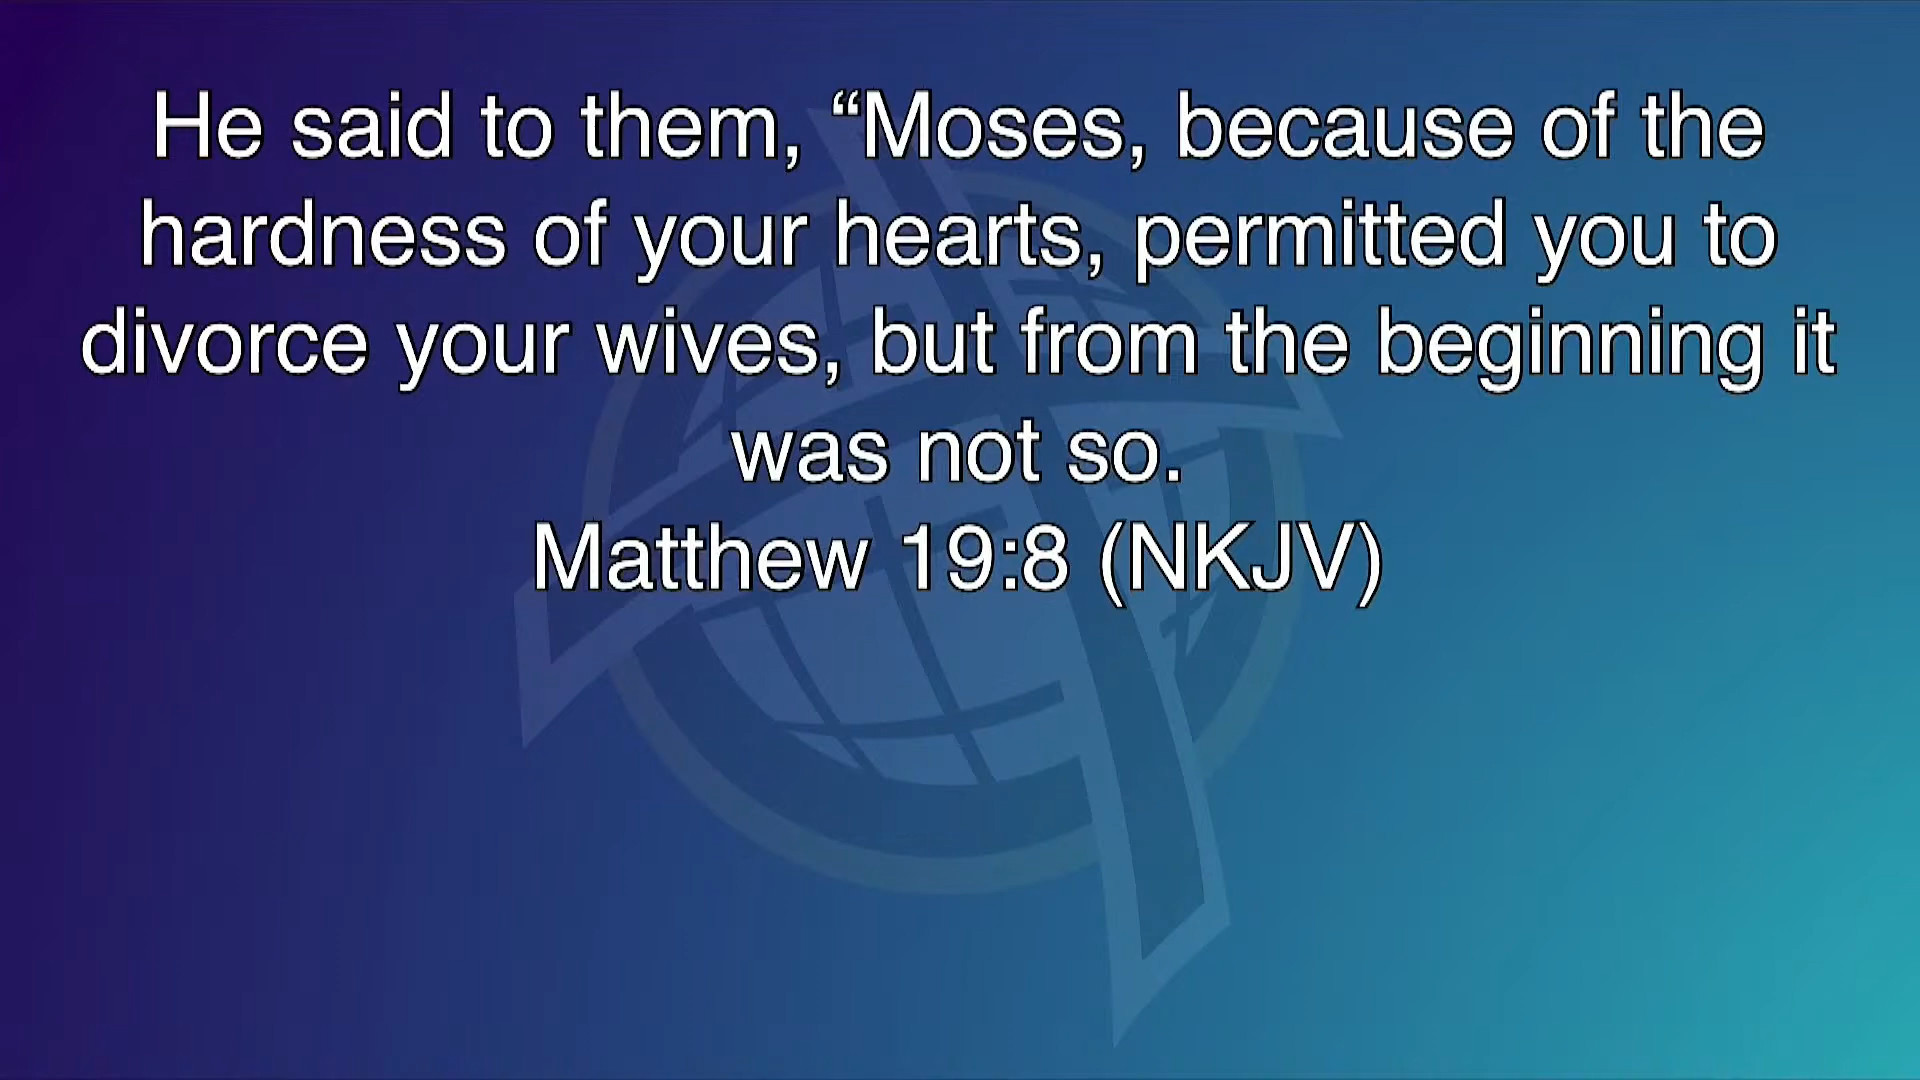 He said to them, “Moses, because of the
hardness of your hearts, permitted you to
divorce your wives, but from the beginning it
was not so.
Matthew 19:8 (NKJV)